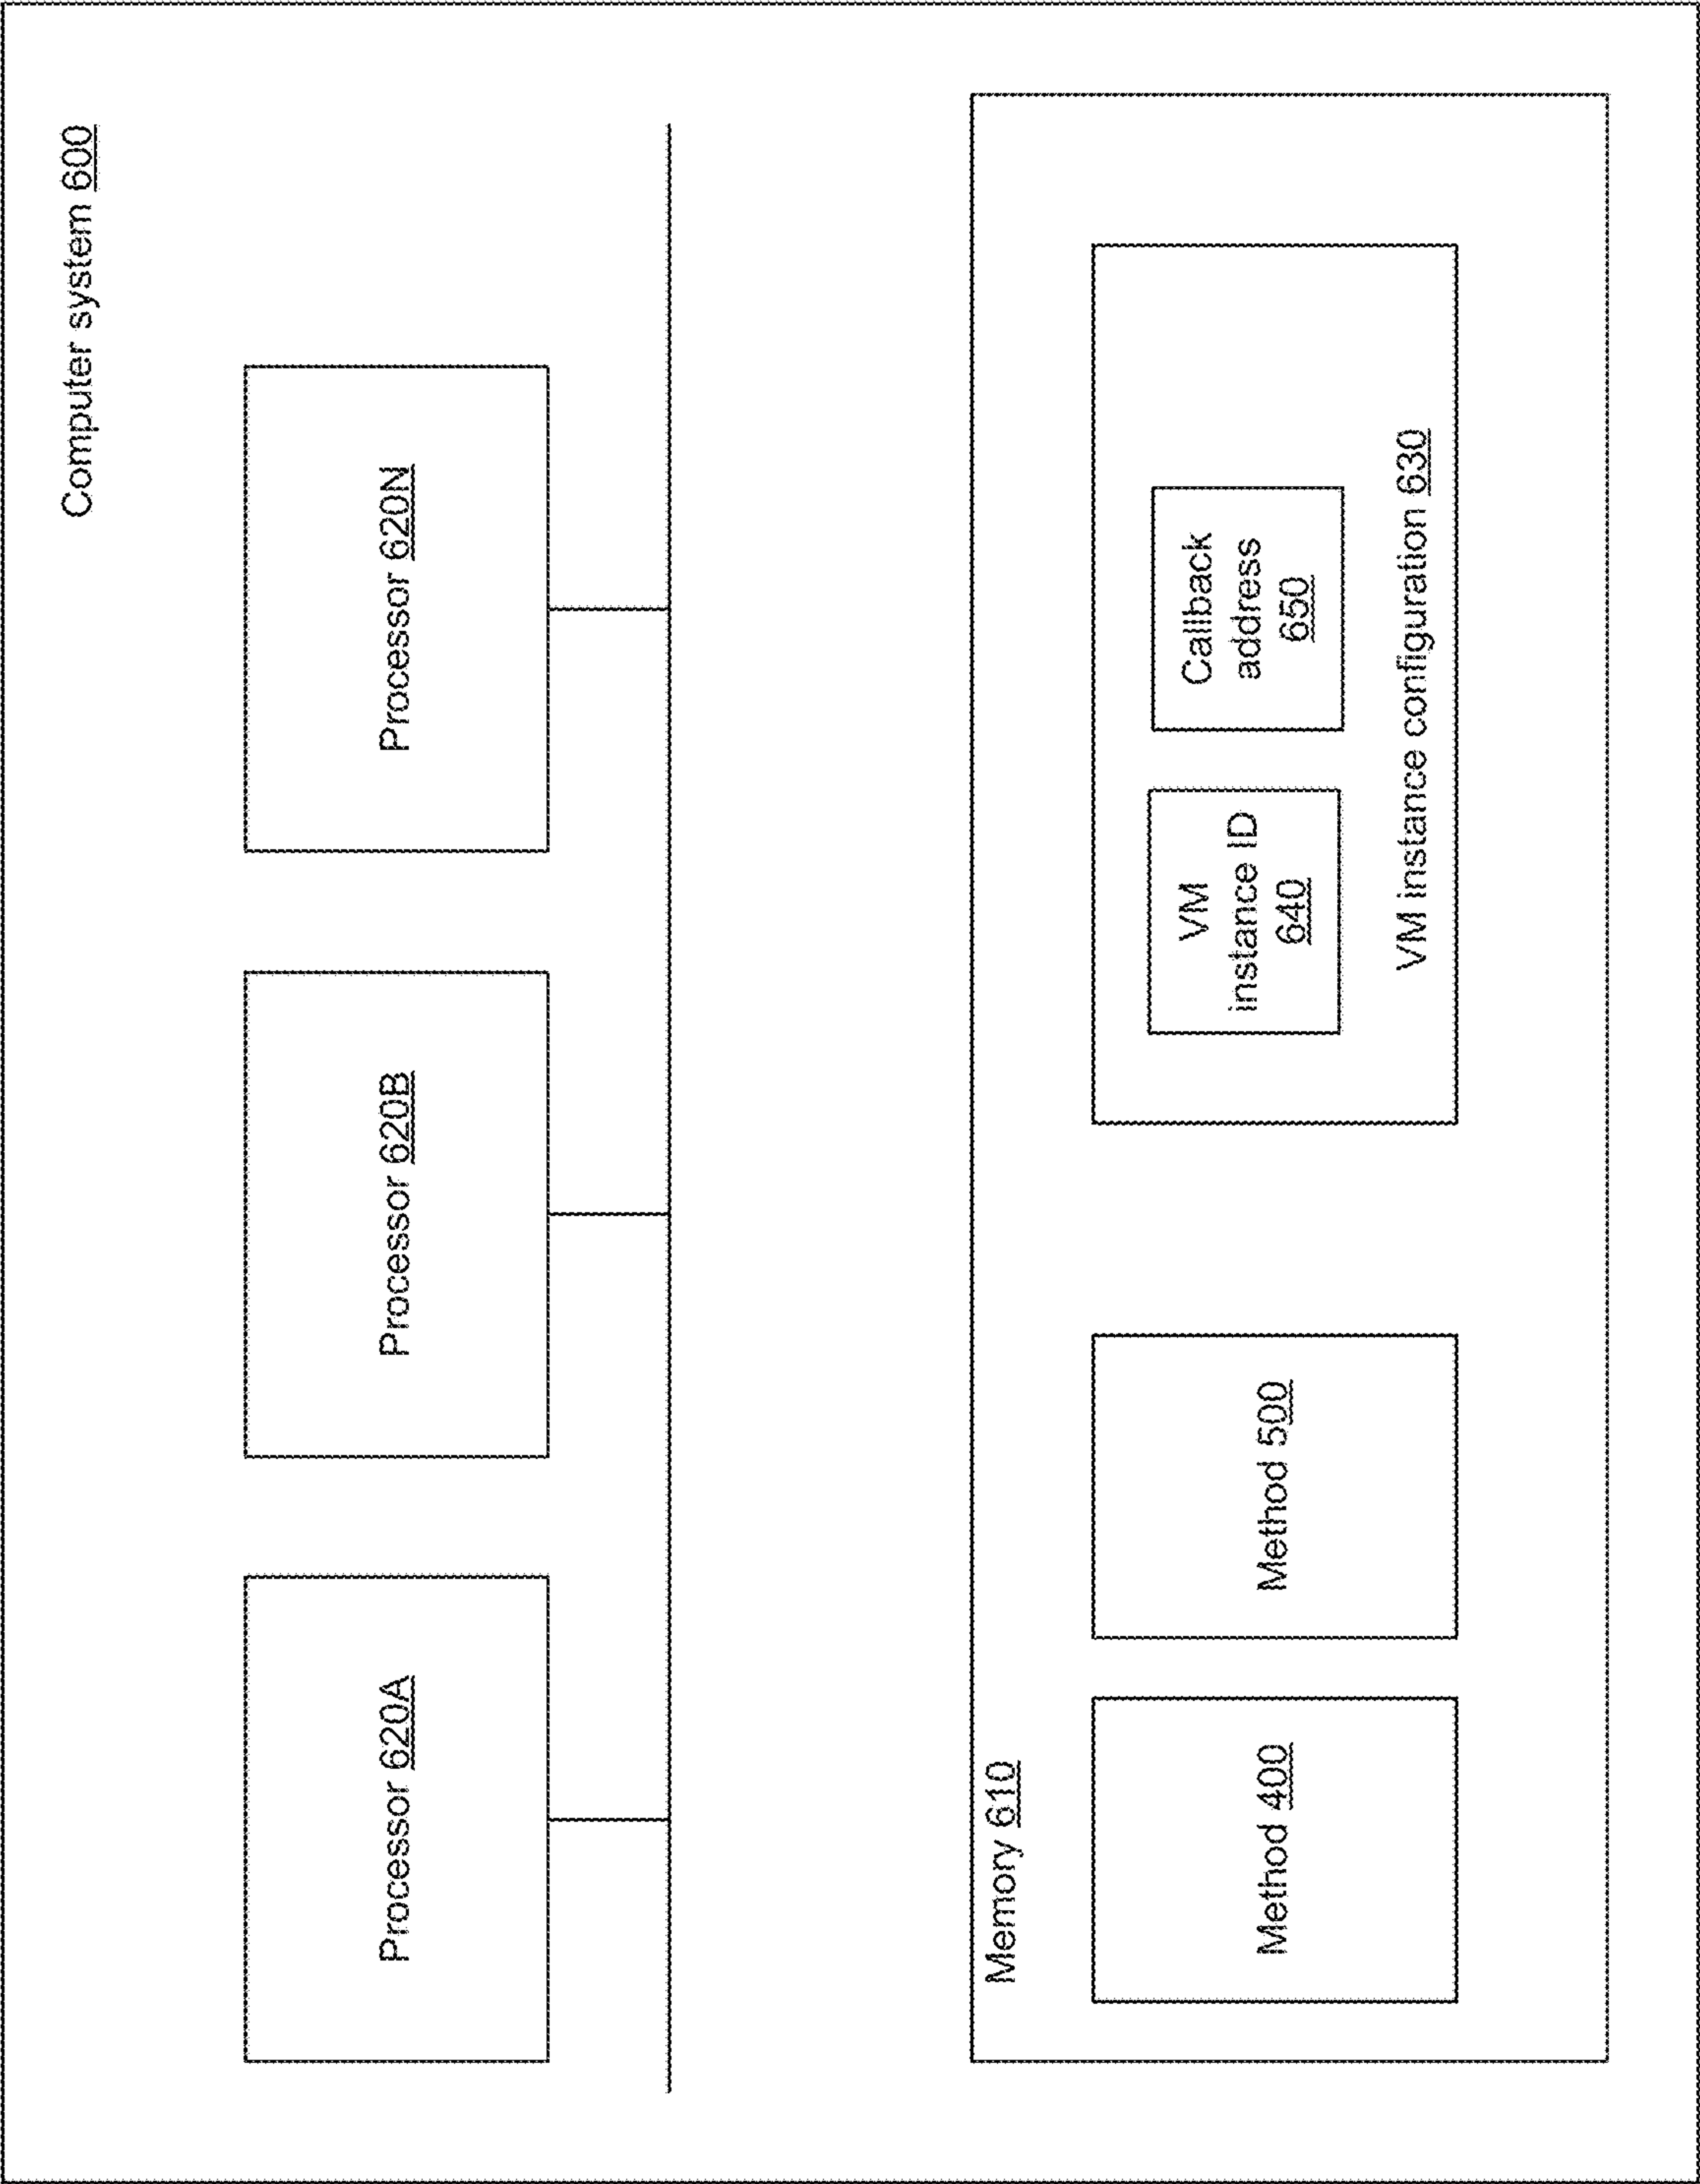 Computer system 600
Processor 620A
Processor 620B
Processor 620N
Memory 610
Method 400
Method 500
VM
instance ID
640
Callback
address
650
VM instance configuration 630